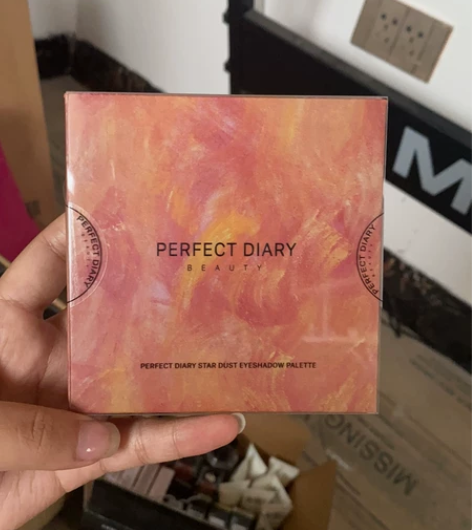 M
PERFECT DIARY
PERFECT DIARY
BEAUTY
PERFECT DIARY
PERFECT DIARY STAR DUST EYESHADOW PALETTE
MISSING